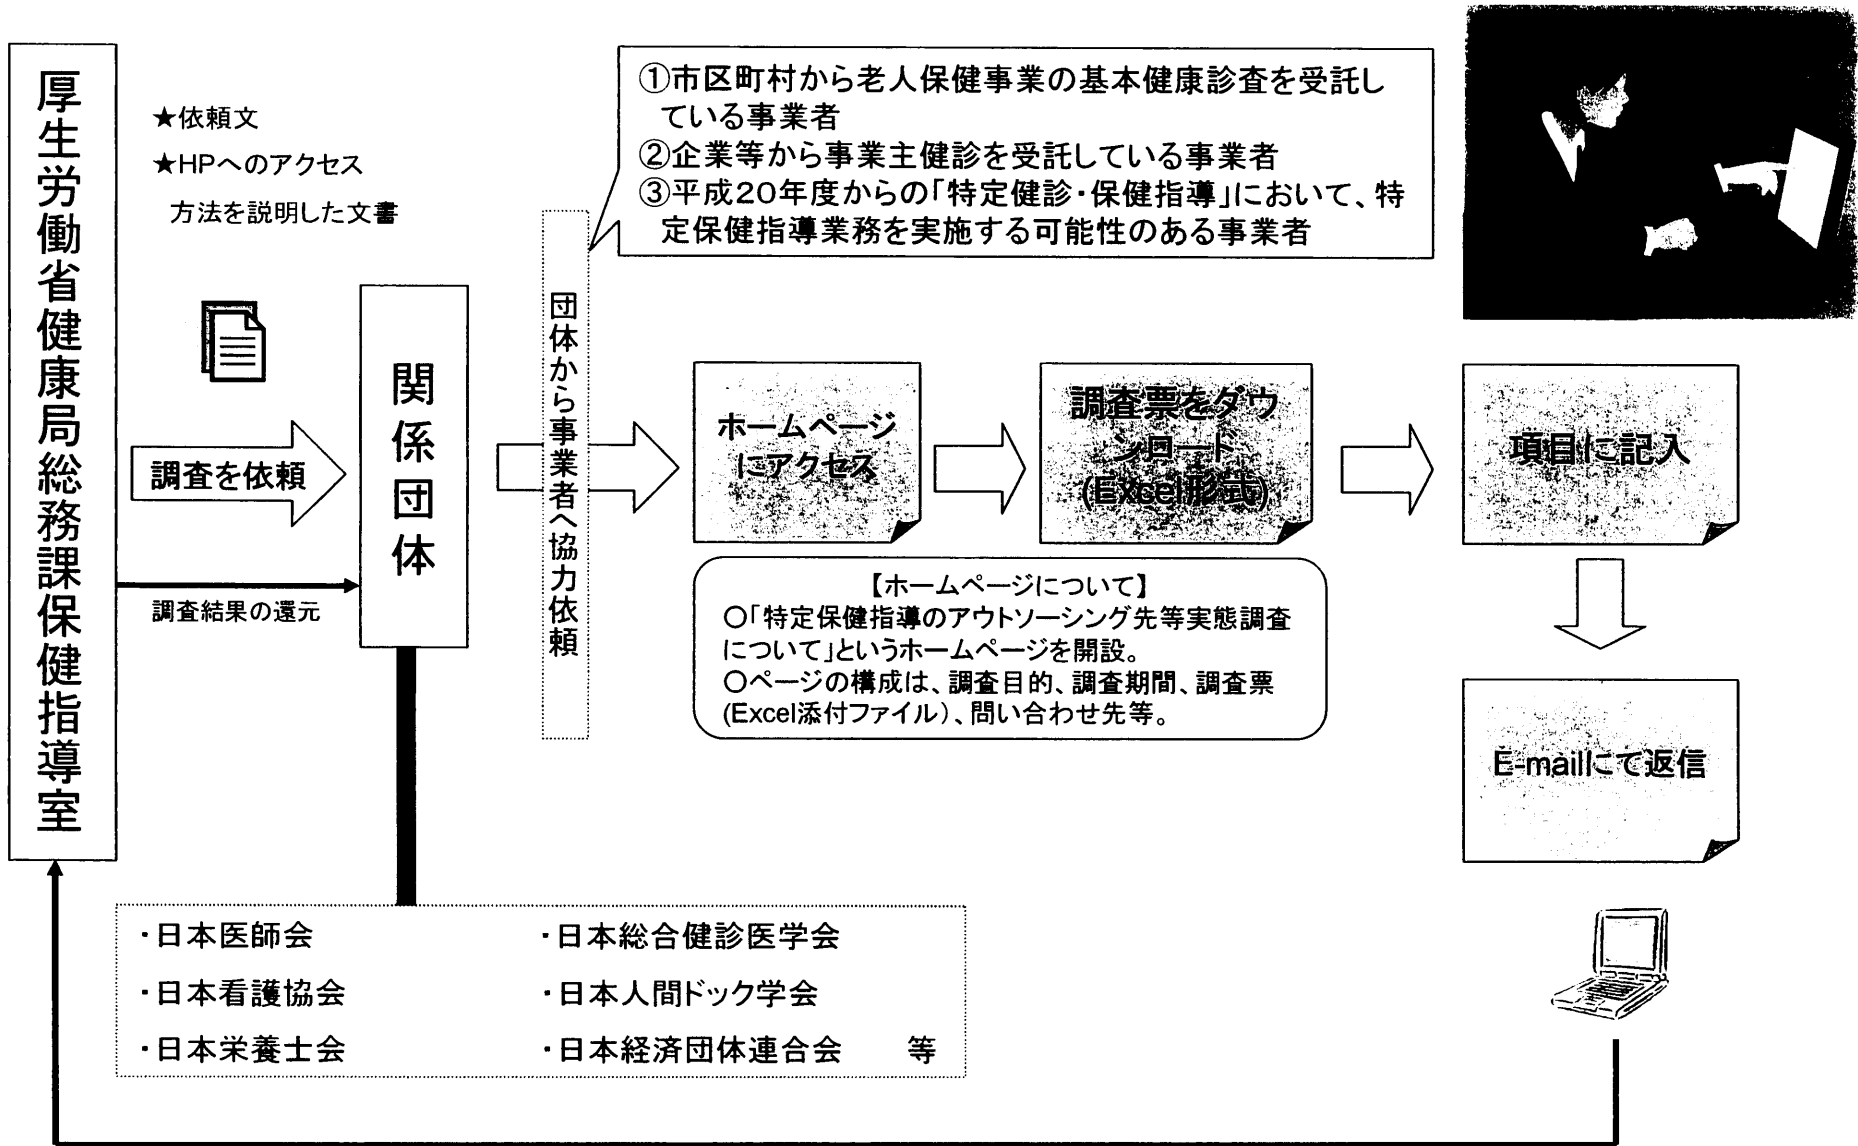 厚生労働省健康局総務課保健指導室
★依頼文
★HPへのアクセス
方法を説明した文書
調査を依頼
調査結果の還元
関係団体
団体から事業者へ協力依頼
①市区町村から老人保健事業の基本健康診査を受託し
ている事業者
②企業等から事業主健診を受託している事業者
③平成20年度からの「特定健診・保健指導」において、特
定保健指導業務を実施する可能性のある事業者
ホームページ
にアクセス
調査票をダウ
ンロード
(Excel形式)
項目に記入
【ホームページについて】
○「特定保健指導のアウトソーシング先等実態調査
について」というホームページを開設。
○ページの構成は、調査目的、調査期間、調査票
(Excel添付ファイル)、問い合わせ先等。
E-mailにて返信
・日本医師会
・日本総合健診医学会
・日本看護協会
・日本人間ドック学会
・日本栄養士会
・日本経済団体連合会 等